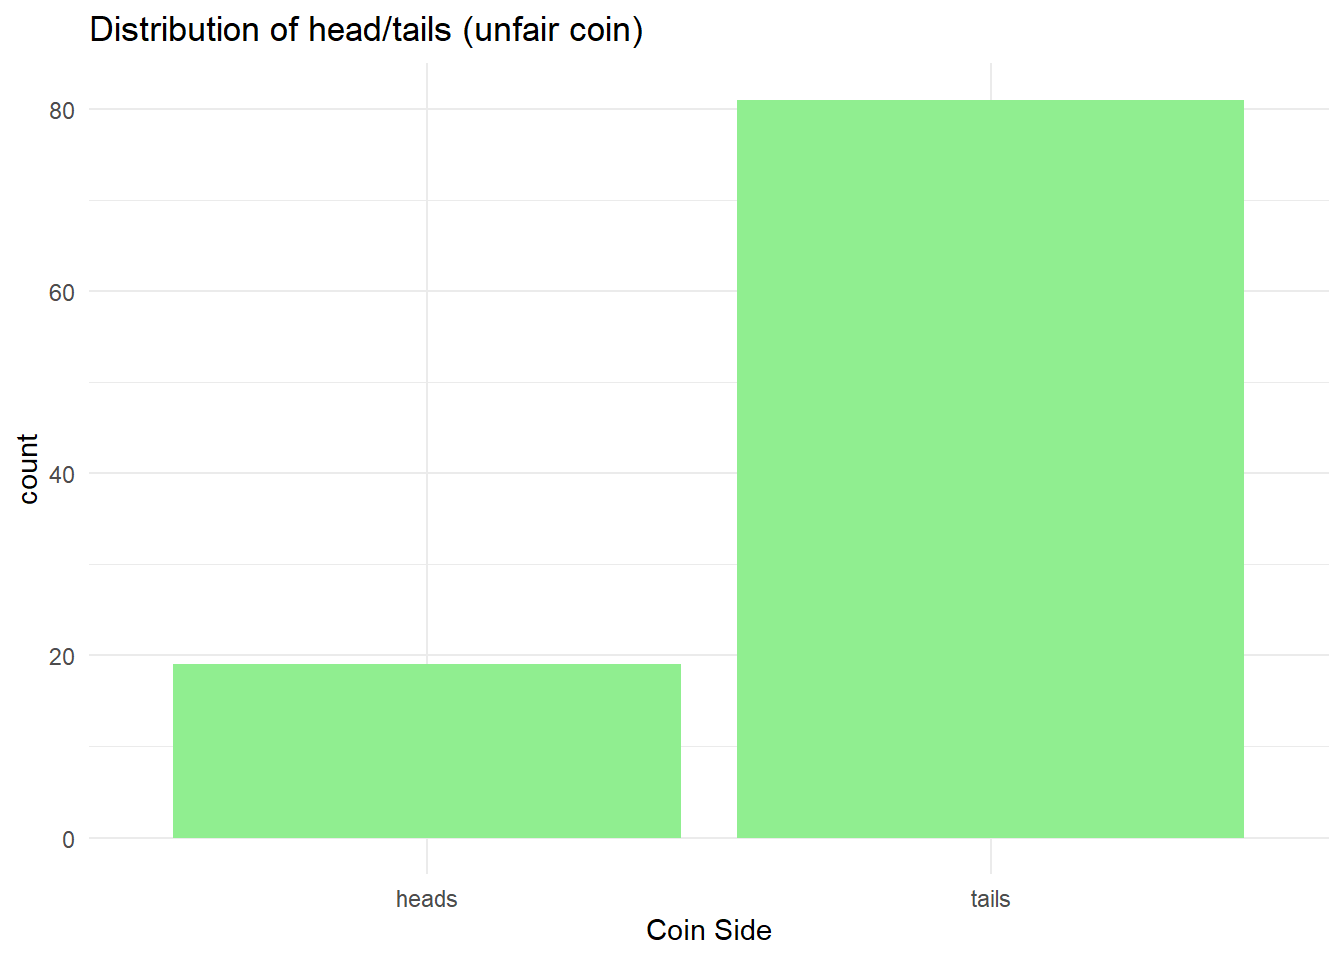 Distribution of head/tails (unfair coin)
80
60
40
20
0
count
heads
tails
Coin Side